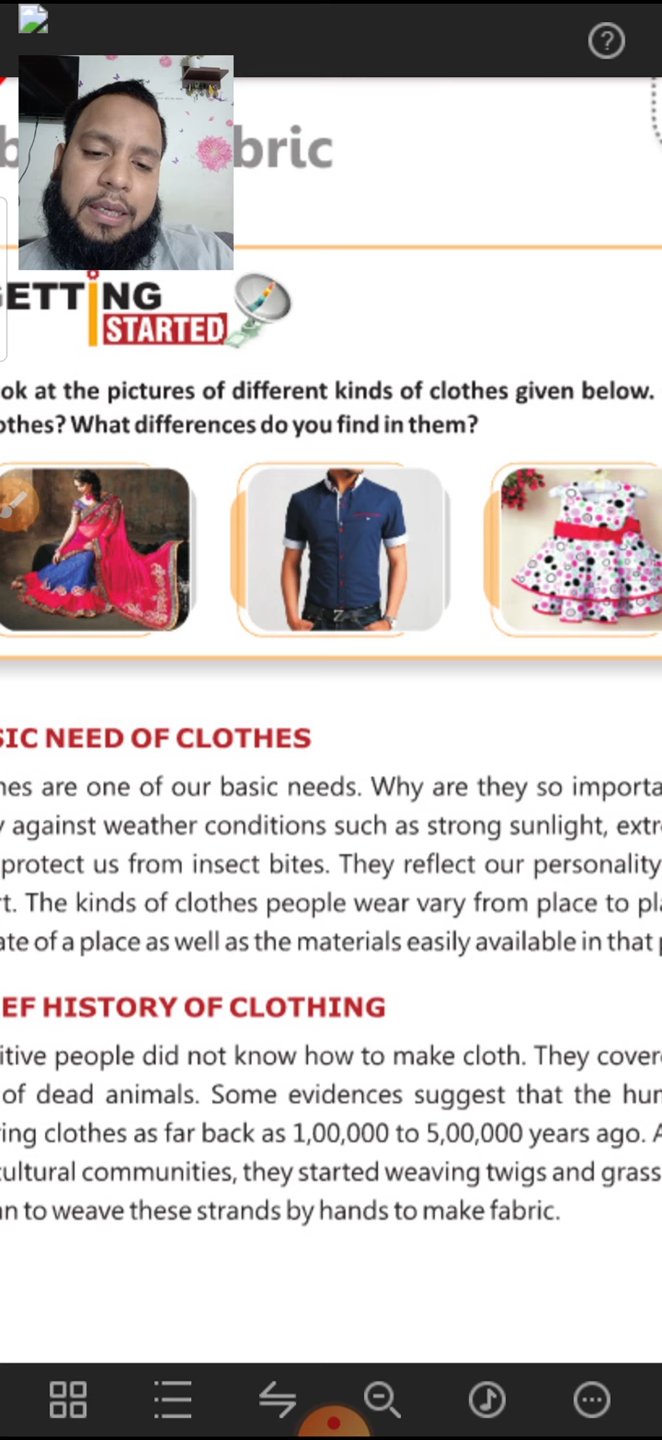 bric
ETTING
STARTED
ok at the pictures of different kinds of clothes given below.
othes? What differences do you find in them?
SIC NEED OF CLOTHES
nes are one of our basic needs. Why are they so importa
against weather conditions such as strong sunlight, extr
protect us from insect bites. They reflect our personality
t. The kinds of clothes people wear vary from place to pla
ate of a place as well as the materials easily available in that p
EF HISTORY OF CLOTHING
itive people did not know how to make cloth. They cover
of dead animals. Some evidences suggest that the hum
ing clothes as far back as 1,00,000 to 5,00,000 years ago. A
cultural communities, they started weaving twigs and grass
an to weave these strands by hands to make fabric.